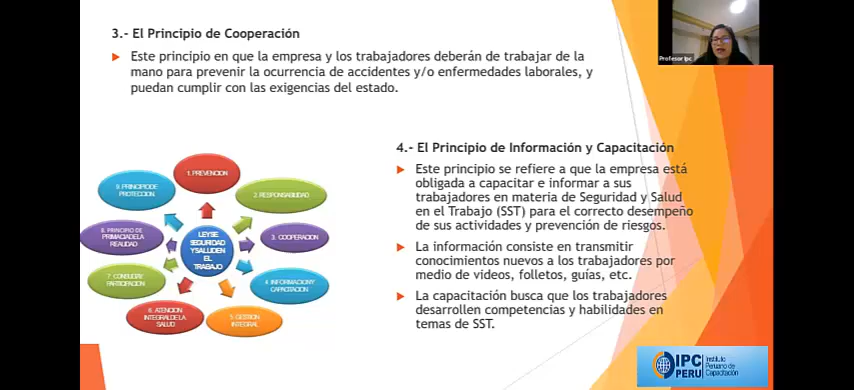 3.- El Principio de Cooperación
Este principio en que la empresa y los trabajadores deberán de trabajar de la
mano para prevenir la ocurrencia de accidentes y/o enfermedades laborales, y
puedan cumplir con las exigencias del estado.
Profesor Ipc
4.- El Principio de Información y Capacitación
Este principio se refiere a que la empresa está
obligada a capacitar e informar a sus
trabajadores en materia de Seguridad y Salud
en el Trabajo (SST) para el correcto desempeño
de sus actividades y prevención de riesgos.
La información consiste en transmitir
conocimientos nuevos a los trabajadores por
medio de videos, folletos, guías, etc.
La capacitación busca que los trabajadores
desarrollen competencias y habilidades en
temas de SST.
LEY SE
SEGURIDAD
Y SALUD EN
EL
TRABAJO
1. PREVENCION
2. RESPONSABILIDAD
3. COOPERACION
4. INFORMACION Y
CAPACITACION
5. GESTION
INTEGRAL
6. ATENCION
INTEGRAL DE LA
SALUD
7. CONSULTA Y
PARTICIPACION
8. PRINCIPIO DE
PRIMACIA DE LA
REALIDAD
9. PRINCIPIO DE
PROTECCION
IPC
PERU
Instituto
Peruano de
Capacitación